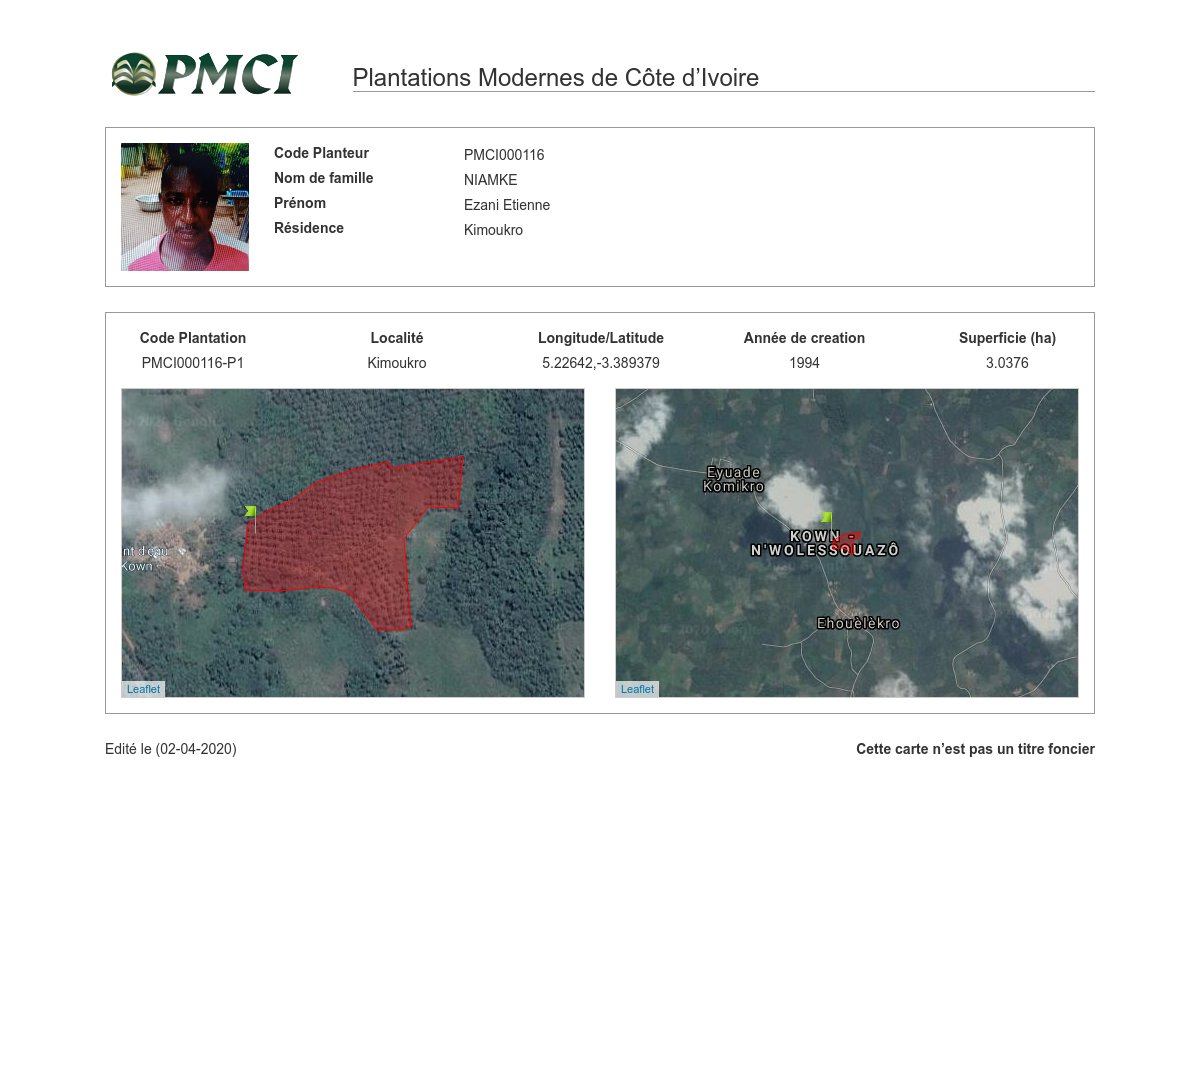 PMCI
Plantations Modernes de Côte d’Ivoire
Code Planteur PMCI000116
Nom de famille NIAMKE
Prénom Ezani Etienne
Résidence Kimoukro
Code Plantation Localité Longitude/Latitude Année de creation Superficie (ha)
PMCI000116-P1 Kimoukro 5.22642,-3.389379 1994 3.0376
nt d'eau
Kown
Leaflet
Eyuade
Komikro
KOWN -
N'WOLESSOUAZÔ
Ehouèlèkro
Leaflet
Edité le (02-04-2020) Cette carte n’est pas un titre foncier